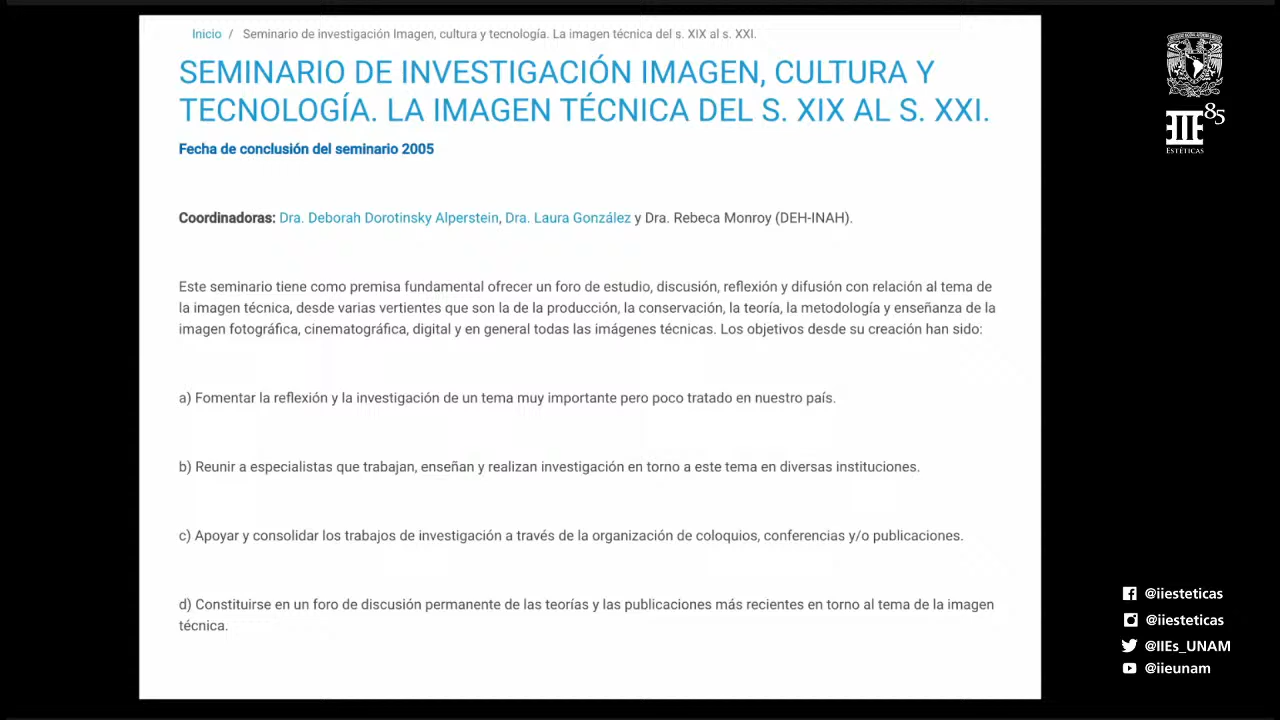 Inicio / Seminario de investigación Imagen, cultura y tecnología. La imagen técnica del s. XIX al s. XXI.
SEMINARIO DE INVESTIGACIÓN IMAGEN, CULTURA Y
TECNOLOGÍA. LA IMAGEN TÉCNICA DEL S. XIX AL S. XXI.
Fecha de conclusión del seminario 2005
Coordinadoras: Dra. Deborah Dorotinsky Alperstein, Dra. Laura González y Dra. Rebeca Monroy (DEH-INAH).
Este seminario tiene como premisa fundamental ofrecer un foro de estudio, discusión, reflexión y difusión con relación al tema de
la imagen técnica, desde varias vertientes que son la de la producción, la conservación, la teoría, la metodología y enseñanza de la
imagen fotográfica, cinematográfica, digital y en general todas las imágenes técnicas. Los objetivos desde su creación han sido:
a) Fomentar la reflexión y la investigación de un tema muy importante pero poco tratado en nuestro país.
b) Reunir a especialistas que trabajan, enseñan y realizan investigación en torno a este tema en diversas instituciones.
c) Apoyar y consolidar los trabajos de investigación a través de la organización de coloquios, conferencias y/o publicaciones.
d) Constituirse en un foro de discusión permanente de las teorías y las publicaciones más recientes en torno al tema de la imagen
técnica.
85
ESTÉTICAS
@iiesteticas
@iiesteticas
@IIEs_UNAM
@iieunam